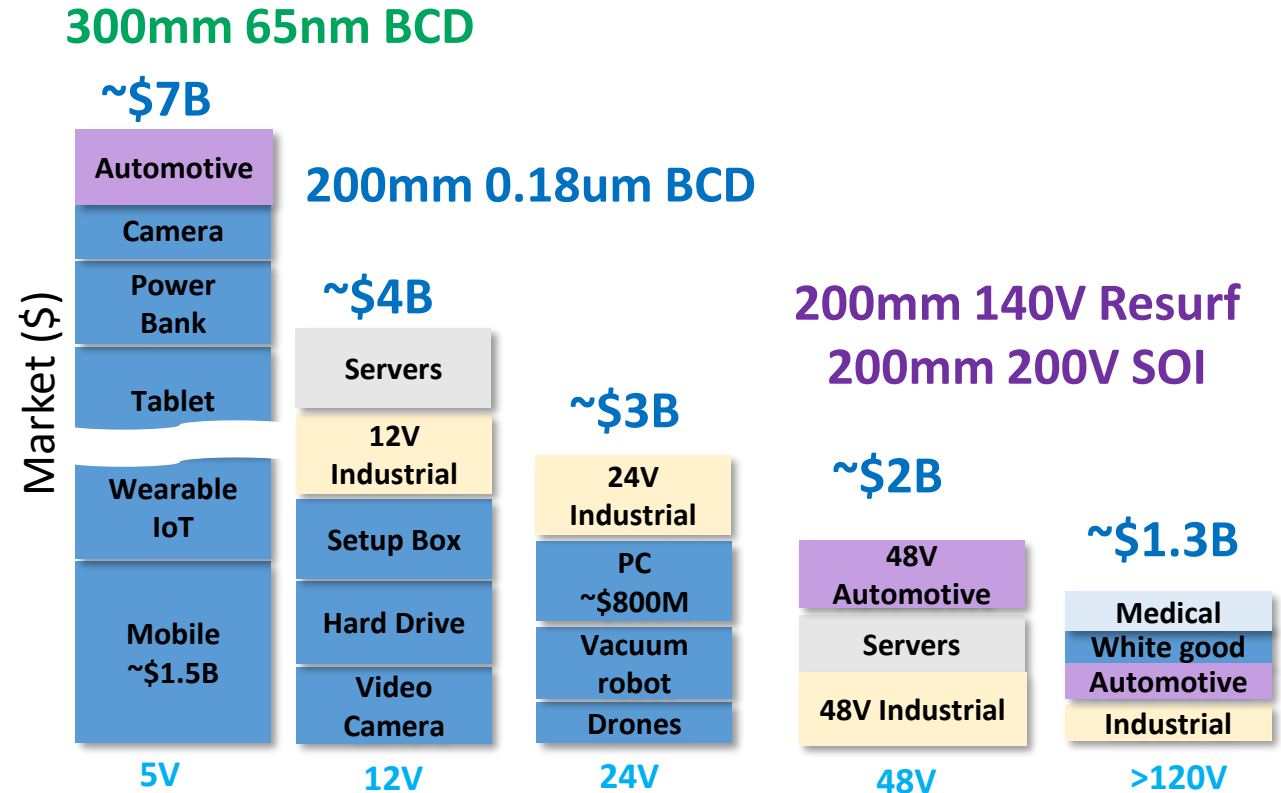 300mm 65nm BCD
~$7B
Automotive
Camera
Power
Bank
Tablet
Wearable
IoT
Mobile
~$1.5B
5V
200mm 0.18um BCD
~$4B
Servers
12V
Industrial
Setup Box
Hard Drive
Video
Camera
12V
~$3B
24V
Industrial
PC
~$800M
Vacuum
robot
Drones
24V
200mm 140V Resurf
200mm 200V SOI
~$2B
48V
Automotive
Servers
48V Industrial
48V
~$1.3B
Medical
White good
Automotive
Industrial
>120V
Market ($)